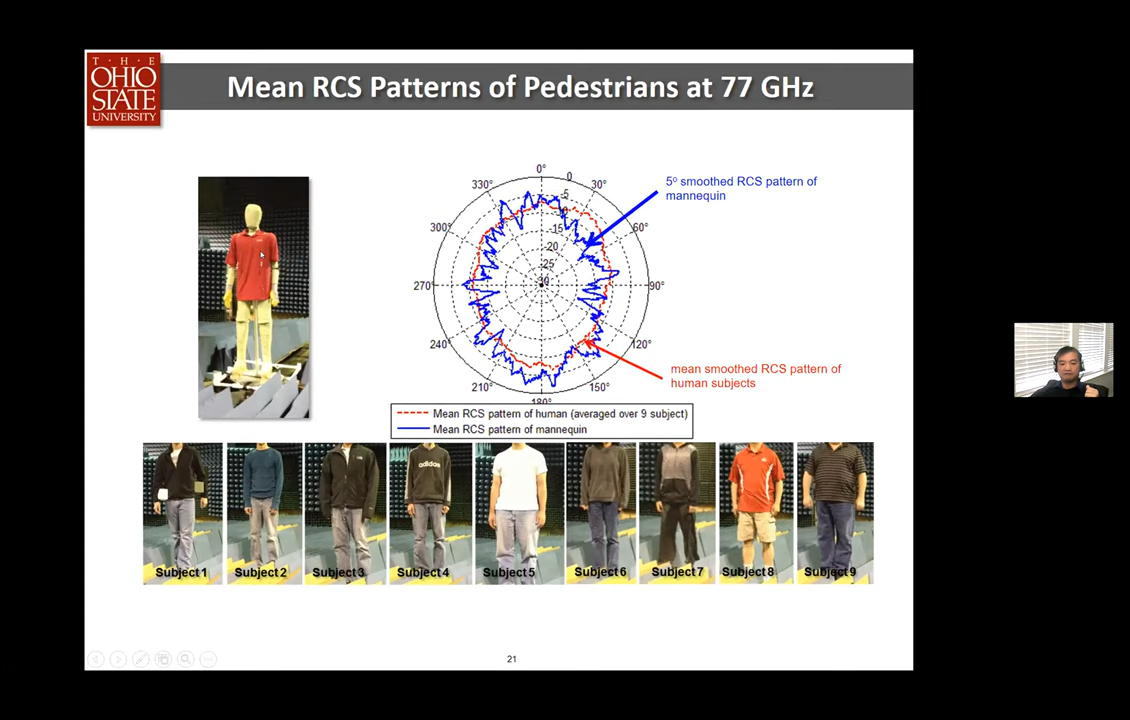 T · H · E
OHIO
STATE
UNIVERSITY
Mean RCS Patterns of Pedestrians at 77 GHz
0°
30°
60°
90°
120°
150°
180°
210°
240°
270°
300°
330°
0
-5
-10
-15
-20
-25
-30
5⁰ smoothed RCS pattern of
mannequin
mean smoothed RCS pattern of
human subjects
Mean RCS pattern of human (averaged over 9 subject)
Mean RCS pattern of mannequin
adidas
Subject 1
Subject 2
Subject 3
Subject 4
Subject 5
Subject 6
Subject 7
Subject 8
Subject 9
21